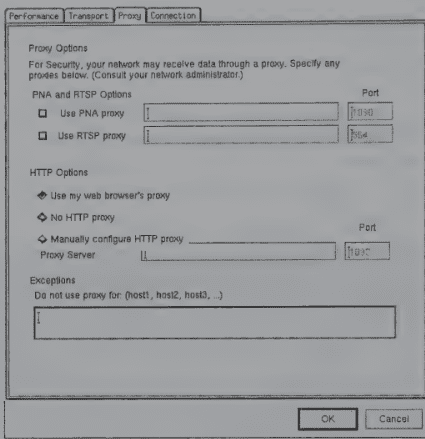 Performance Transport Proxy Connection
Proxy Options
For Security, your network may receive data through a proxy. Specify any
proxies below. (Consult your network administrator.)
PNA and RTSP Options Port
Use PNA proxy 1090
Use RTSP proxy 554
HTTP Options
Use my web browser's proxy
No HTTP proxy
Manually configure HTTP proxy Port
Proxy Server
Exceptions
Do not use proxy for: (host1, host2, host3, ...)
OK Cancel